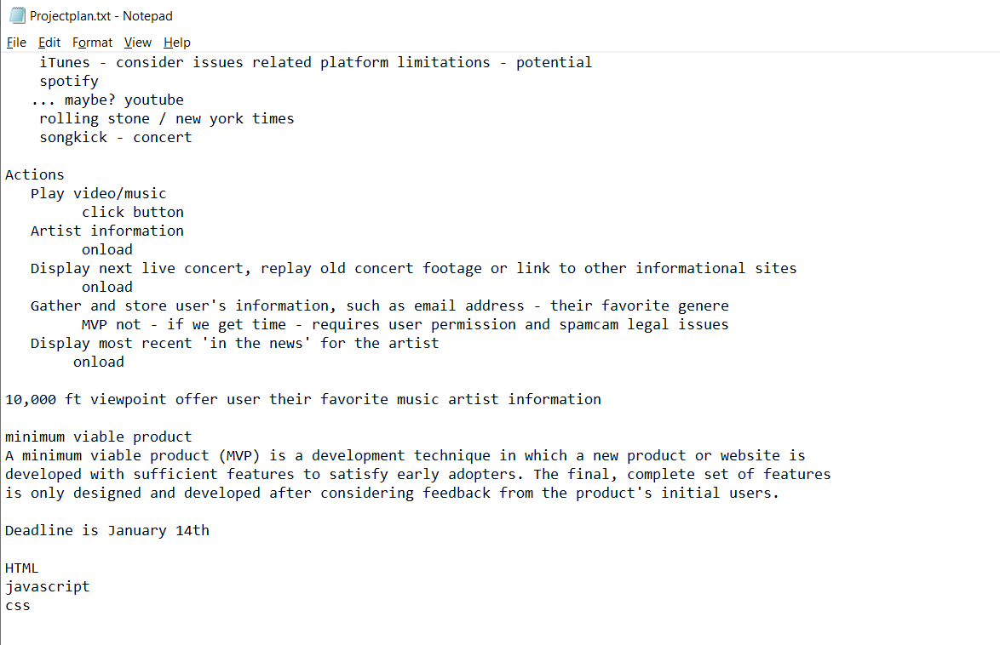 Projectplan.txt - Notepad
File Edit Format View Help
iTunes - consider issues related platform limitations - potential
spotify
... maybe? youtube
rolling stone / new york times
songkick - concert
Actions
Play video/music
click button
Artist information
onload
Display next live concert, replay old concert footage or link to other informational sites
onload
Gather and store user's information, such as email address - their favorite genere
MVP not - if we get time - requires user permission and spamcam legal issues
Display most recent 'in the news' for the artist
onload
10,000 ft viewpoint offer user their favorite music artist information
minimum viable product
A minimum viable product (MVP) is a development technique in which a new product or website is
developed with sufficient features to satisfy early adopters. The final, complete set of features
is only designed and developed after considering feedback from the product's initial users.
Deadline is January 14th
HTML
javascript
css